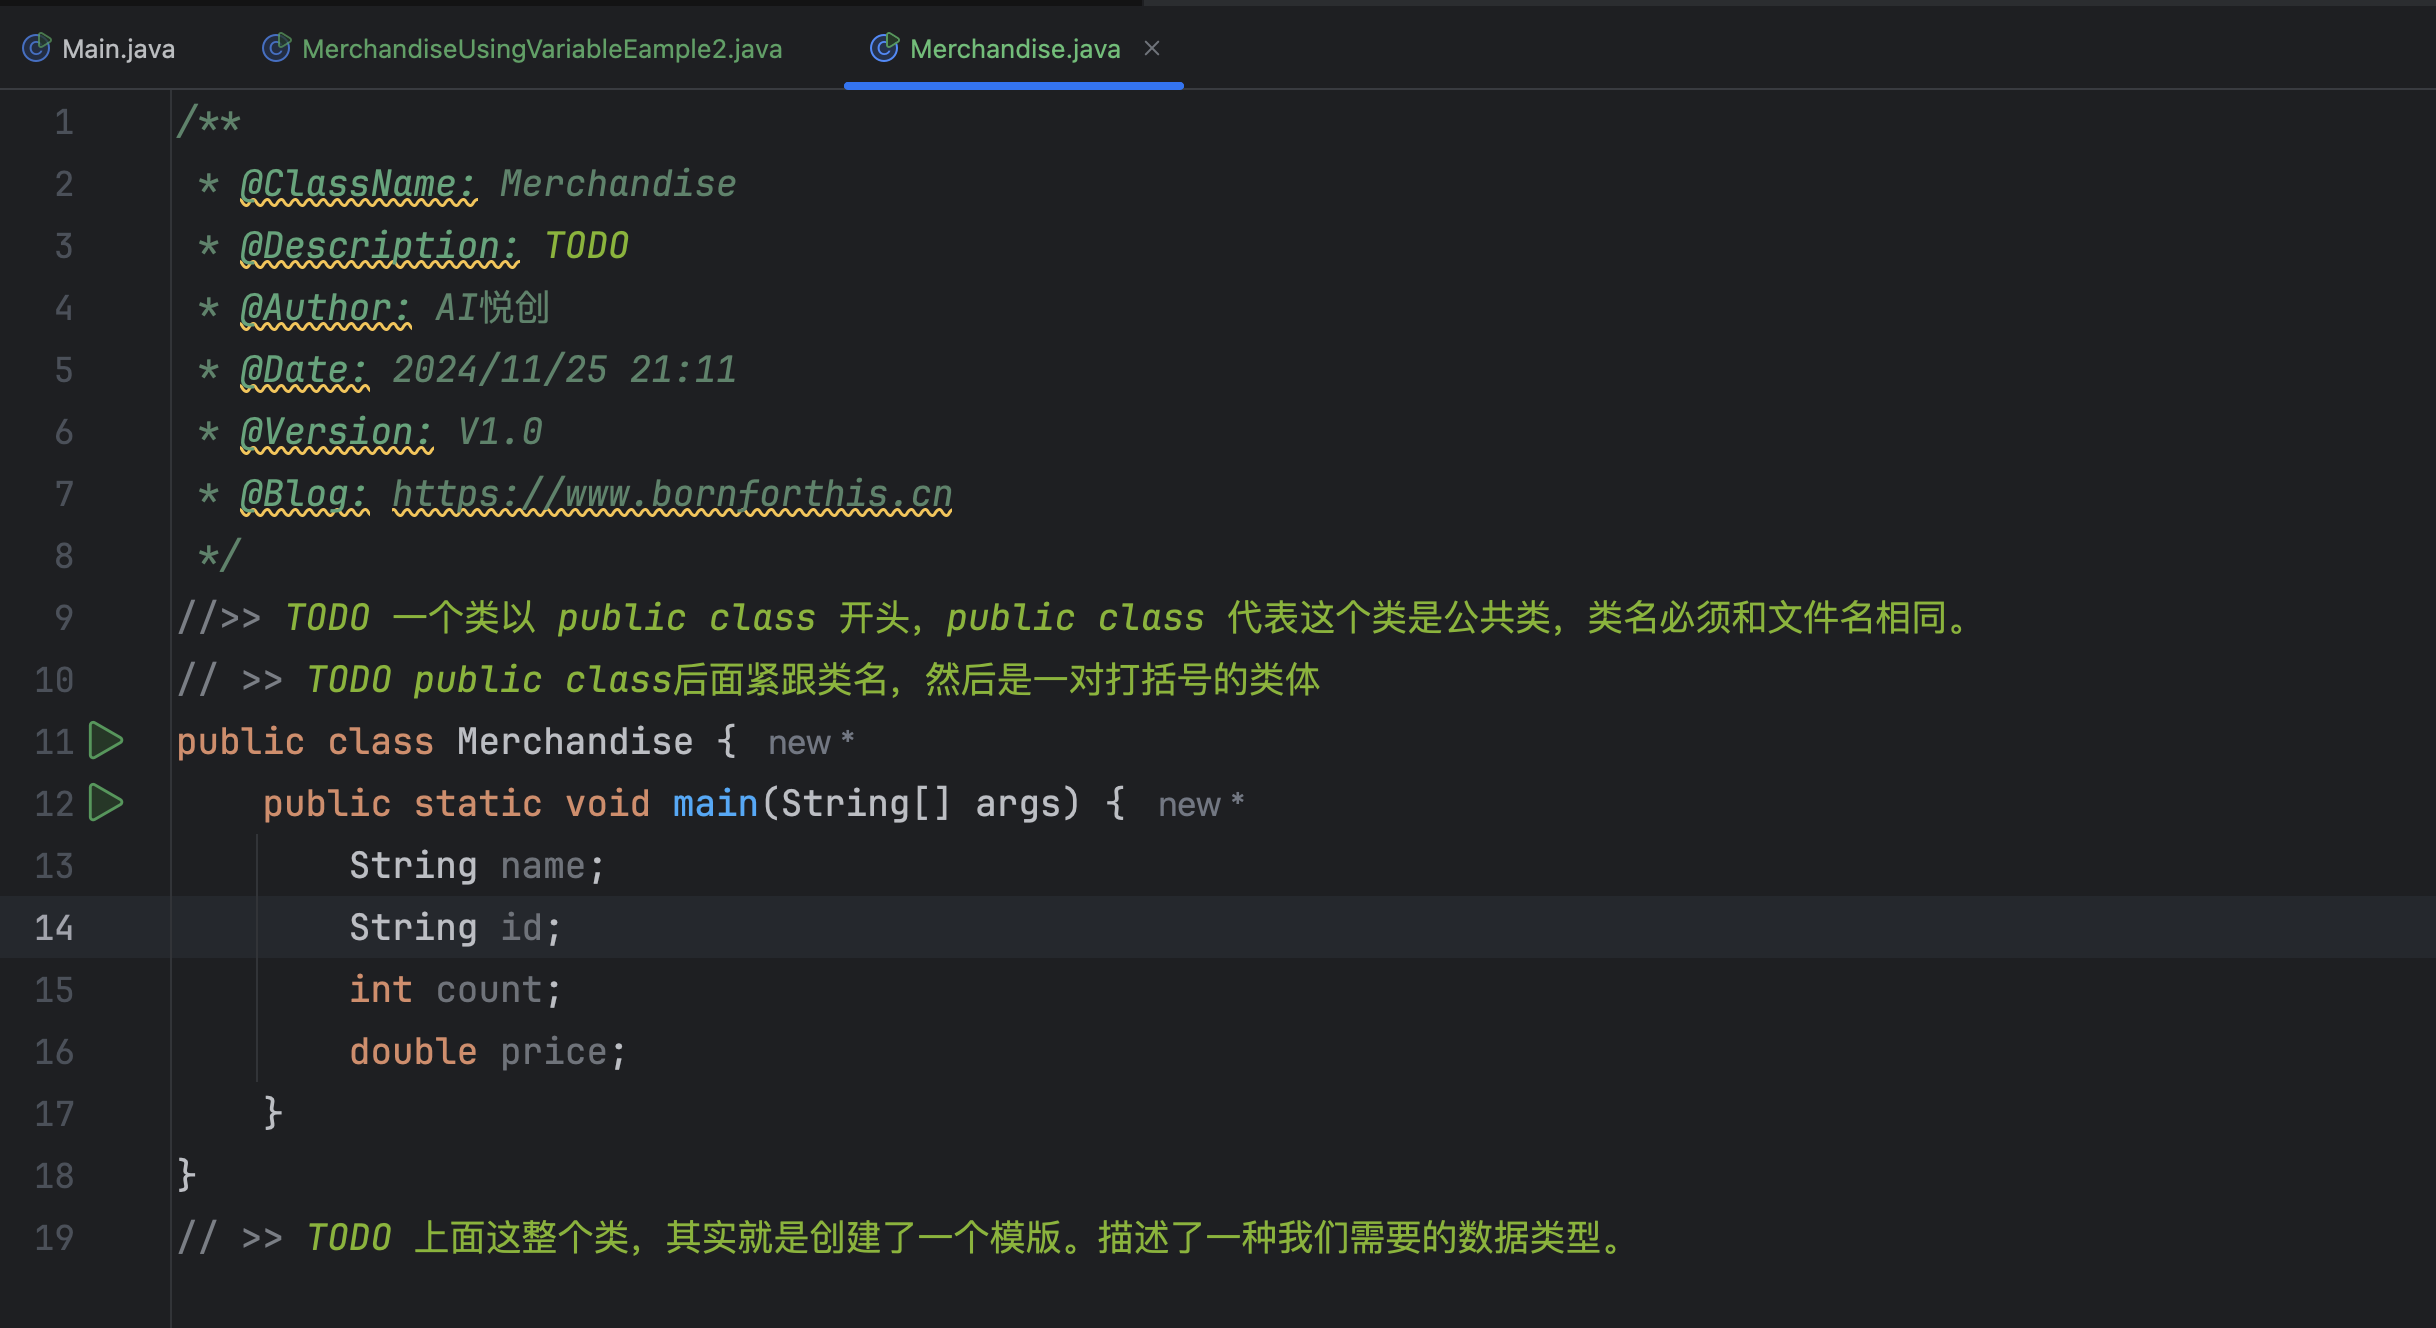 Main.java MerchandiseUsingVariableEample2.java Merchandise.java ×
1 /**
2  * @ClassName: Merchandise
3  * @Description: TODO
4  * @Author: AI悦创
5  * @Date: 2024/11/25 21:11
6  * @Version: V1.0
7  * @Blog: https://www.bornforthis.cn
8  */
9 //>> TODO 一个类以 public class 开头，public class 代表这个类是公共类，类名必须和文件名相同。
10 // >> TODO public class后面紧跟类名，然后是一对打括号的类体
11 public class Merchandise { new *
12     public static void main(String[] args) { new *
13         String name;
14         String id;
15         int count;
16         double price;
17     }
18 }
19 // >> TODO 上面这整个类，其实就是创建了一个模版。描述了一种我们需要的数据类型。